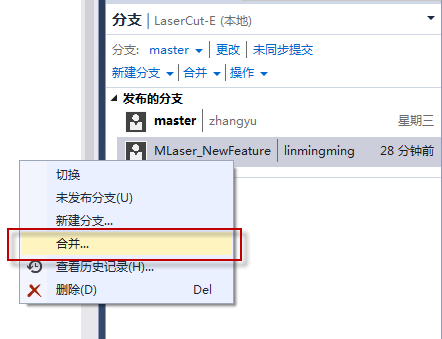 分支 | LaserCut-E (本地)
分支: master | 更改 | 未同步提交
新建分支 | 合并 | 操作
发布的分支
master | zhangyu 星期三
MLaser_NewFeature | linmingming 28 分钟前
切换
未发布分支(U)
新建分支...
合并...
查看历史记录(H)...
删除(D) Del